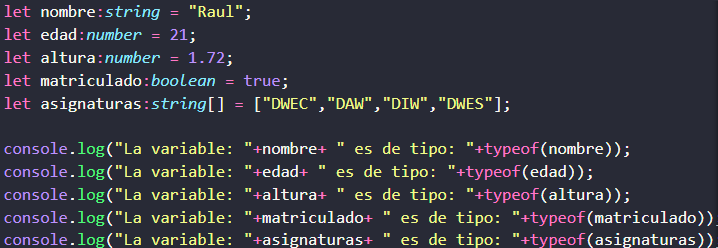 let nombre:string = "Raul";
let edad:number = 21;
let altura:number = 1.72;
let matriculado:boolean = true;
let asignaturas:string[] = ["DWEC","DAW","DIW","DWES"];
console.log("La variable: "+nombre+ " es de tipo: "+typeof(nombre));
console.log("La variable: "+edad+ " es de tipo: "+typeof(edad));
console.log("La variable: "+altura+ " es de tipo: "+typeof(altura));
console.log("La variable: "+matriculado+ " es de tipo: "+typeof(matriculado))
console.log("La variable: "+asignaturas+ " es de tipo: "+typeof(asignaturas))